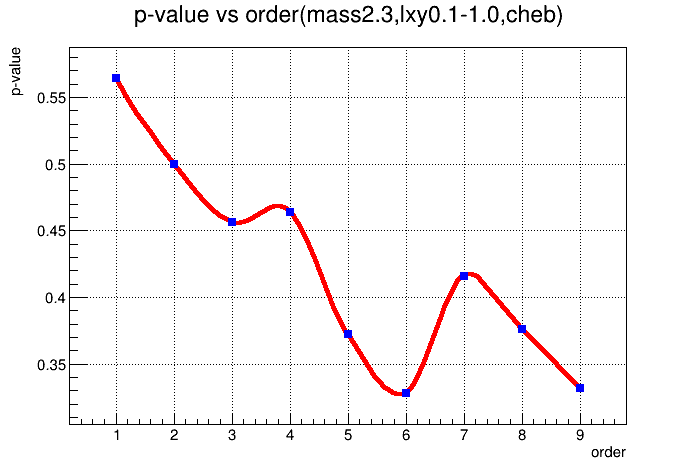 p-value vs order(mass2.3,lxy0.1-1.0,cheb)
p-value
0.55
0.5
0.45
0.4
0.35
1 2 3 4 5 6 7 8 9
order